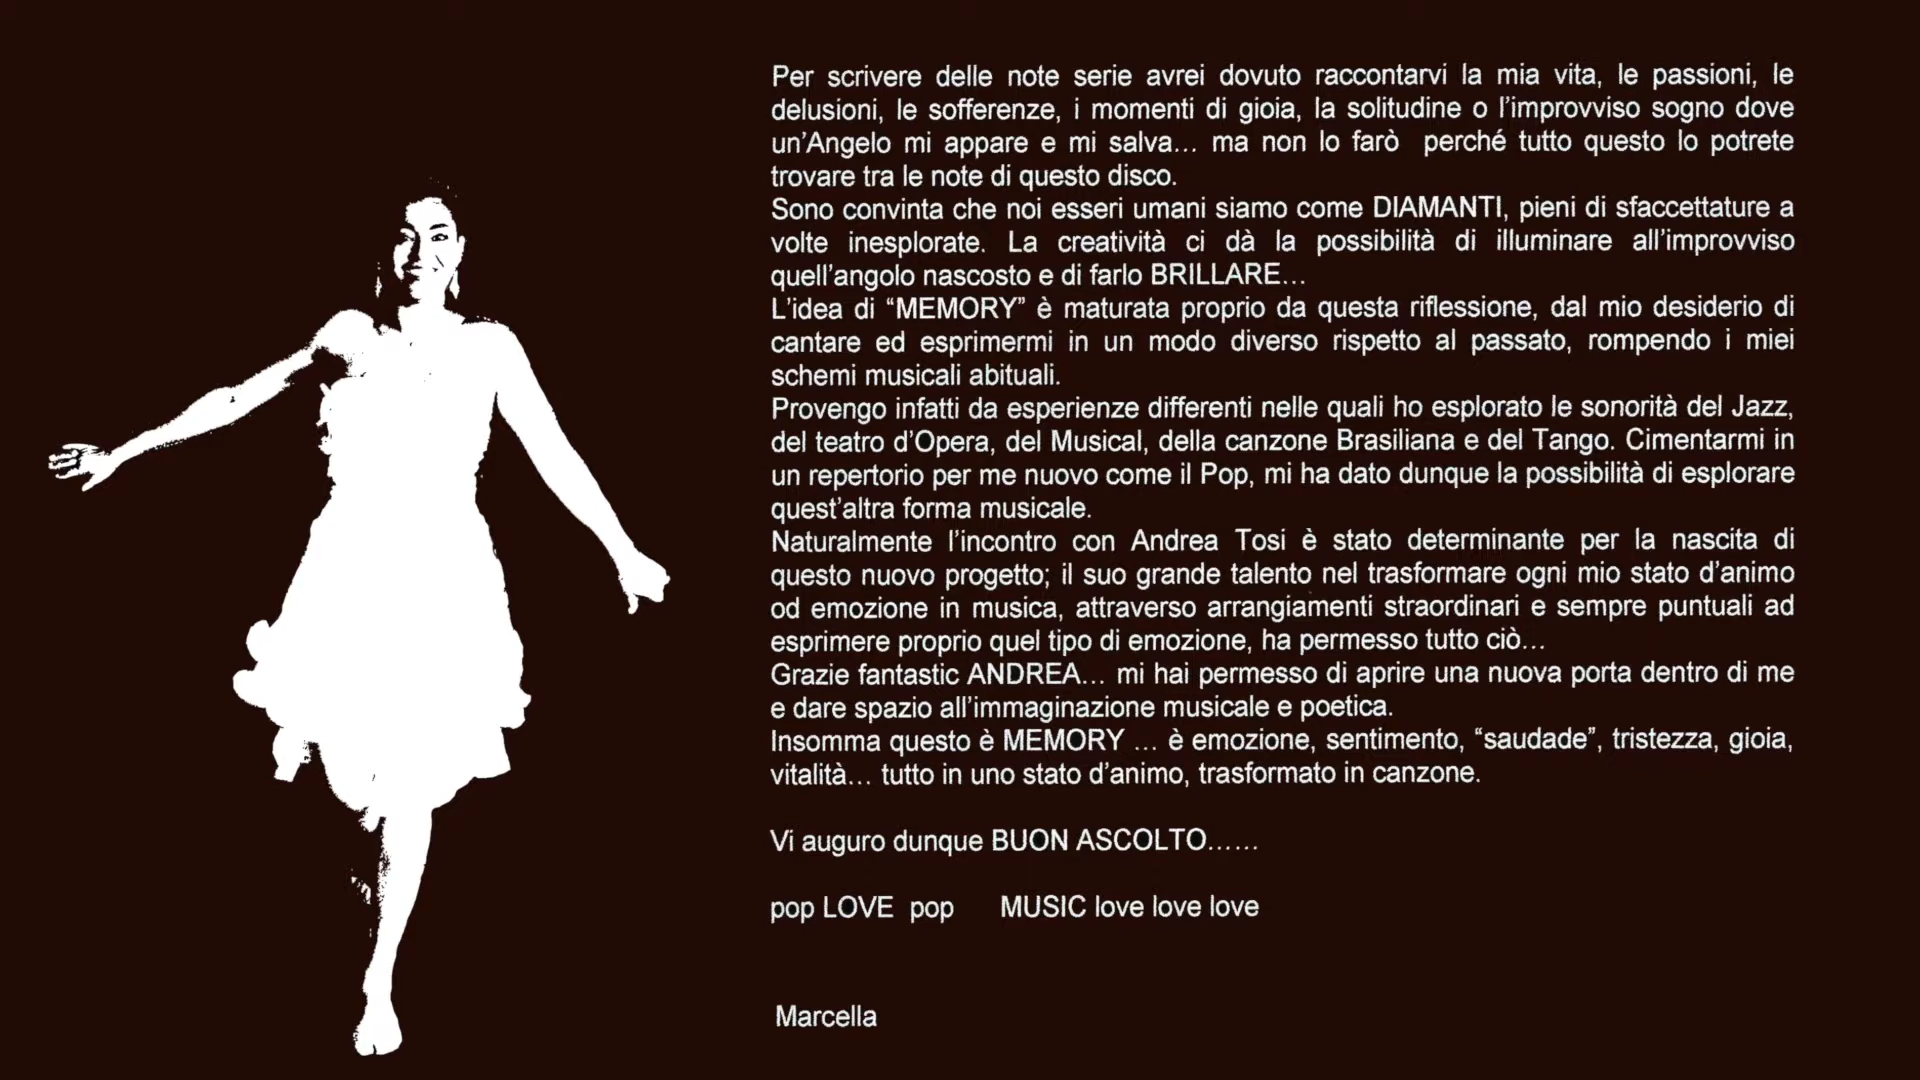 Per scrivere delle note serie avrei dovuto raccontarvi la mia vita, le passioni, le
delusioni, le sofferenze, i momenti di gioia, la solitudine o l’improvviso sogno dove
un’Angelo mi appare e mi salva… ma non lo farò perché tutto questo lo potrete
trovare tra le note di questo disco.
Sono convinta che noi esseri umani siamo come DIAMANTI, pieni di sfaccettature a
volte inesplorate. La creatività ci dà la possibilità di illuminare all’improvviso
quell’angolo nascosto e di farlo BRILLARE…
L’idea di “MEMORY” è maturata proprio da questa riflessione, dal mio desiderio di
cantare ed esprimermi in un modo diverso rispetto al passato, rompendo i miei
schemi musicali abituali.
Provengo infatti da esperienze differenti nelle quali ho esplorato le sonorità del Jazz,
del teatro d’Opera, del Musical, della canzone Brasiliana e del Tango. Cimentarmi in
un repertorio per me nuovo come il Pop, mi ha dato dunque la possibilità di esplorare
quest’altra forma musicale.
Naturalmente l’incontro con Andrea Tosi è stato determinante per la nascita di
questo nuovo progetto; il suo grande talento nel trasformare ogni mio stato d’animo
od emozione in musica, attraverso arrangiamenti straordinari e sempre puntuali ad
esprimere proprio quel tipo di emozione, ha permesso tutto ciò…
Grazie fantastic ANDREA… mi hai permesso di aprire una nuova porta dentro di me
e dare spazio all’immaginazione musicale e poetica.
Insomma questo è MEMORY … è emozione, sentimento, “saudade”, tristezza, gioia,
vitalità… tutto in uno stato d’animo, trasformato in canzone.
Vi auguro dunque BUON ASCOLTO……
pop LOVE pop MUSIC love love love
Marcella